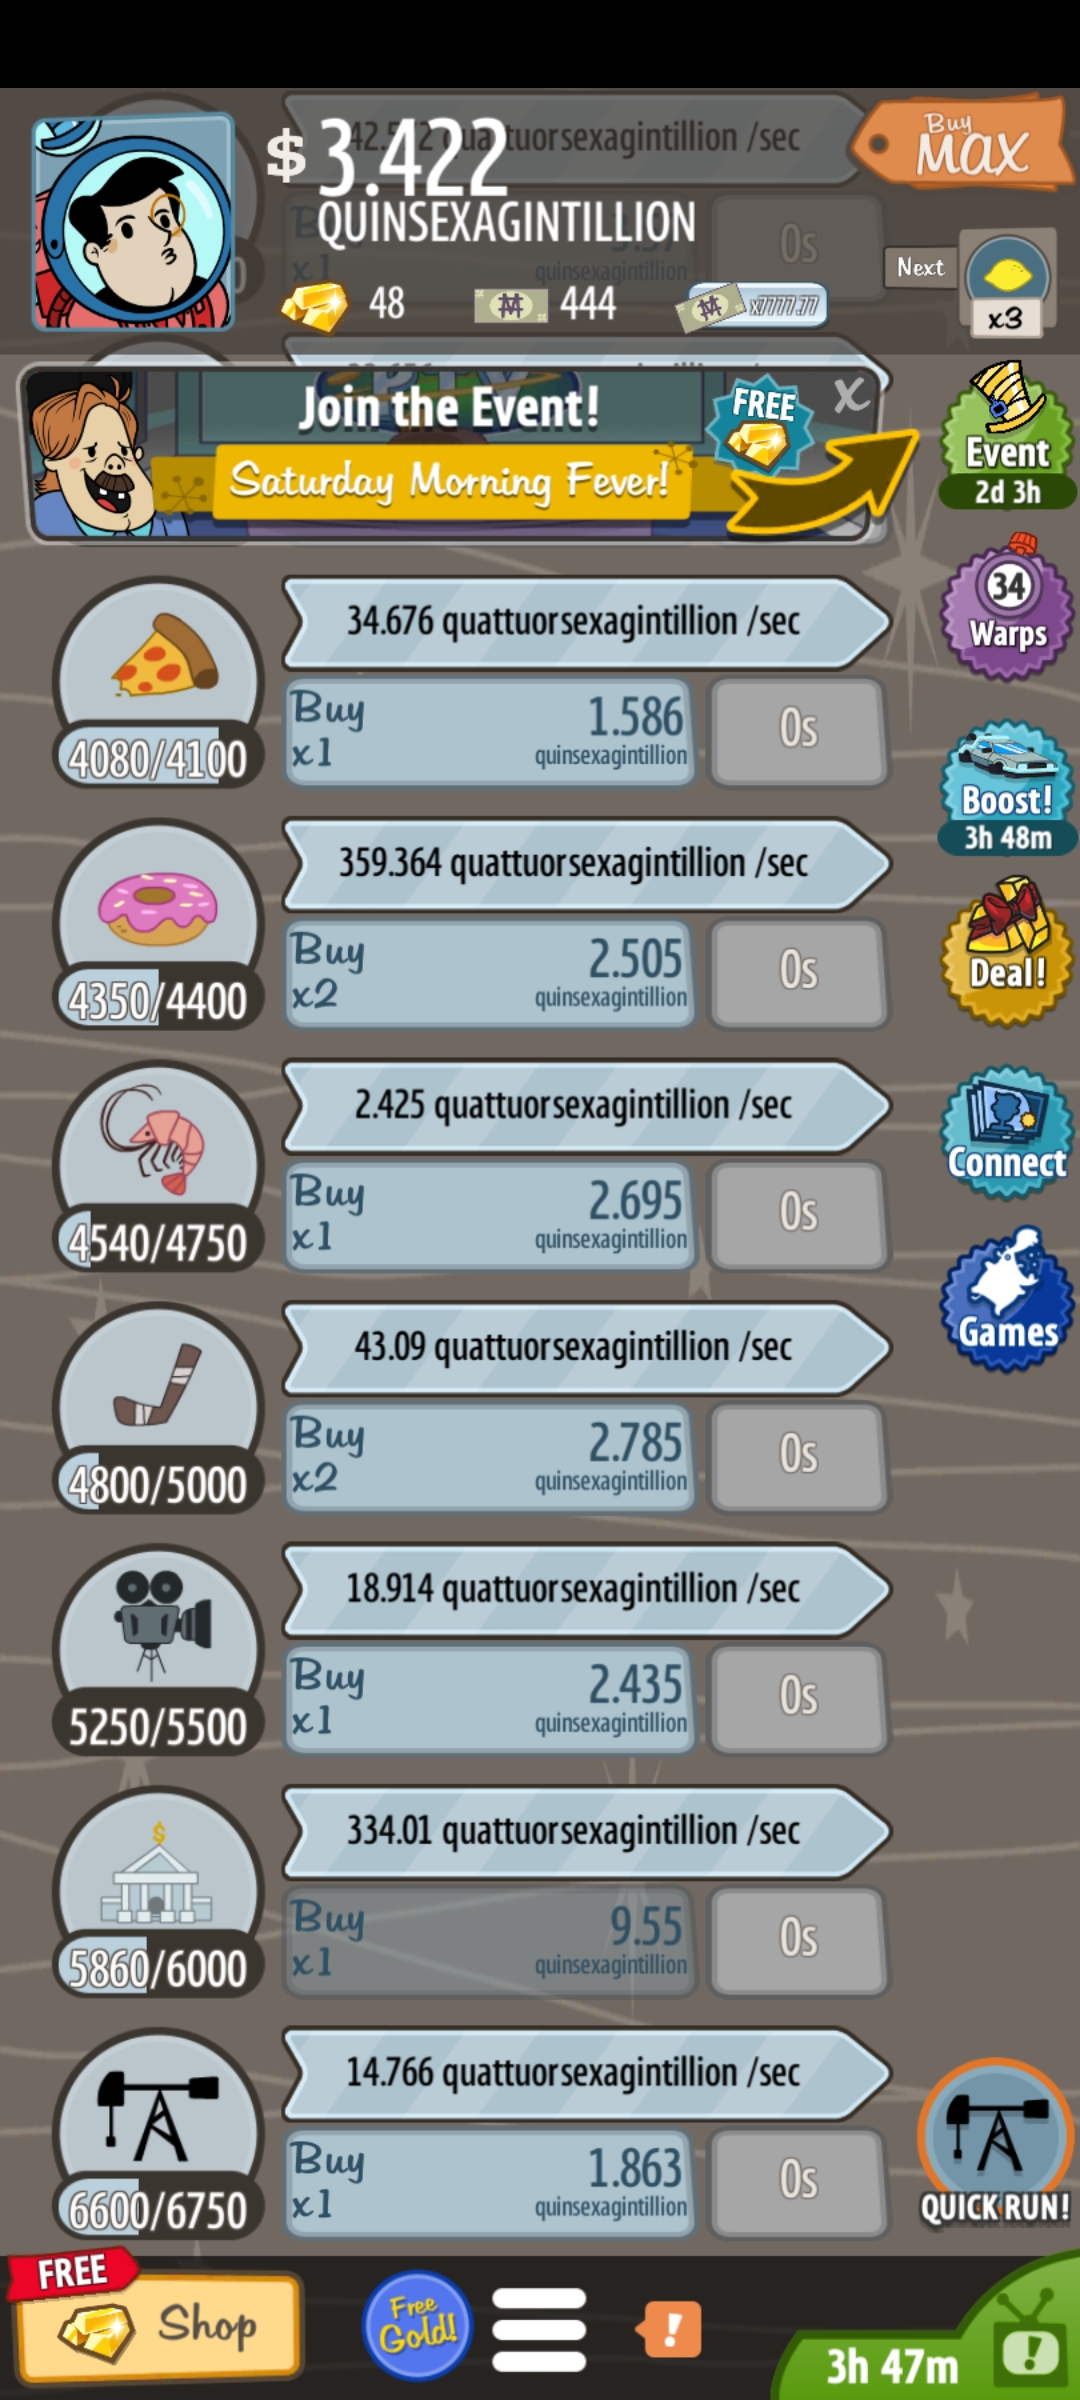 42.5 2 quattuorsexagintillion /sec
Buy
MAX
$ 3.422
QUINSEXAGINTILLION
x1
quinsexagintillion
0s
Next
48
444
x7777.77
x3
Join the Event!
FREE
X
Saturday Morning Fever!
Event
2d 3h
34.676 quattuorsexagintillion /sec
34
Warps
Buy
x1
1.586
quinsexagintillion
0s
4080/4100
Boost!
3h 48m
359.364 quattuorsexagintillion /sec
Buy
x2
2.505
quinsexagintillion
0s
4350/4400
Deal!
2.425 quattuorsexagintillion /sec
Connect
Buy
x1
2.695
quinsexagintillion
0s
4540/4750
Games
43.09 quattuorsexagintillion /sec
Buy
x2
2.785
quinsexagintillion
0s
4800/5000
18.914 quattuorsexagintillion /sec
Buy
x1
2.435
quinsexagintillion
0s
5250/5500
334.01 quattuorsexagintillion /sec
Buy
x1
9.55
quinsexagintillion
0s
5860/6000
14.766 quattuorsexagintillion /sec
Buy
x1
1.863
quinsexagintillion
0s
6600/6750
QUICK RUN!
FREE
Shop
Free
Gold!
!
3h 47m
!